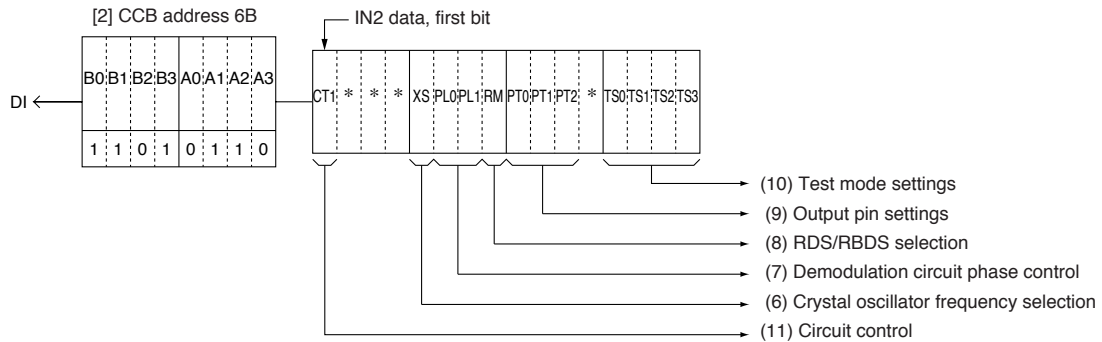 [2] CCB address 6B
IN2 data, first bit
DI
B0 B1 B2 B3 A0 A1 A2 A3
CT1 * * * XS PL0 PL1 RM PT0 PT1 PT2 * TS0 TS1 TS2 TS3
1 1 0 1 0 1 1 0
(10) Test mode settings
(9) Output pin settings
(8) RDS/RBDS selection
(7) Demodulation circuit phase control
(6) Crystal oscillator frequency selection
(11) Circuit control